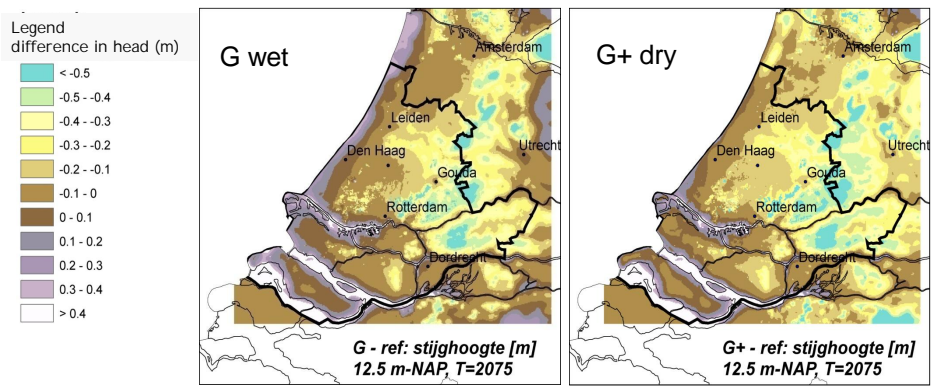 Legend
difference in head (m)
< -0.5
-0.5 - -0.4
-0.4 - -0.3
-0.3 - -0.2
-0.2 - -0.1
-0.1 - 0
0 - 0.1
0.1 - 0.2
0.2 - 0.3
0.3 - 0.4
> 0.4
G wet
Amsterdam
Leiden
Den Haag
Utrecht
Gouda
Rotterdam
Dordrecht
G - ref: stijghoogte [m]
12.5 m-NAP, T=2075
G+ dry
Amsterdam
Leiden
Den Haag
Utrecht
Gouda
Rotterdam
Dordrecht
G+ - ref: stijghoogte [m]
12.5 m-NAP, T=2075